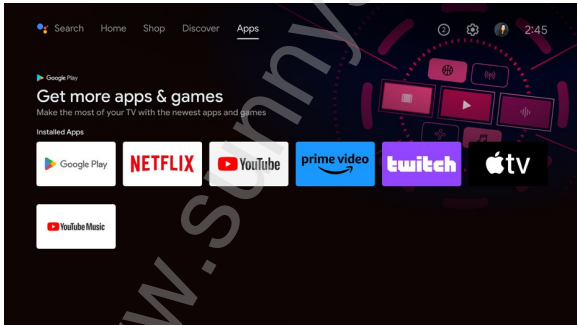 Search Home Shop Discover Apps 2 2:45
Google Play
Get more apps & games
Make the most of your TV with the newest apps and games
Installed Apps
Google Play NETFLIX YouTube prime video twitch tv
YouTube Music
w.sunnys